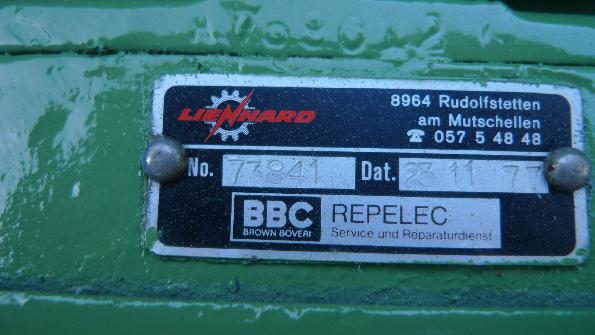 LIENHARD
8964 Rudolfstetten
am Mutschellen
☎ 057 5 48 48
No. 73841 Dat. 23 11 77
BBC REPELEC
BROWN BOVERI Service und Reparaturdienst